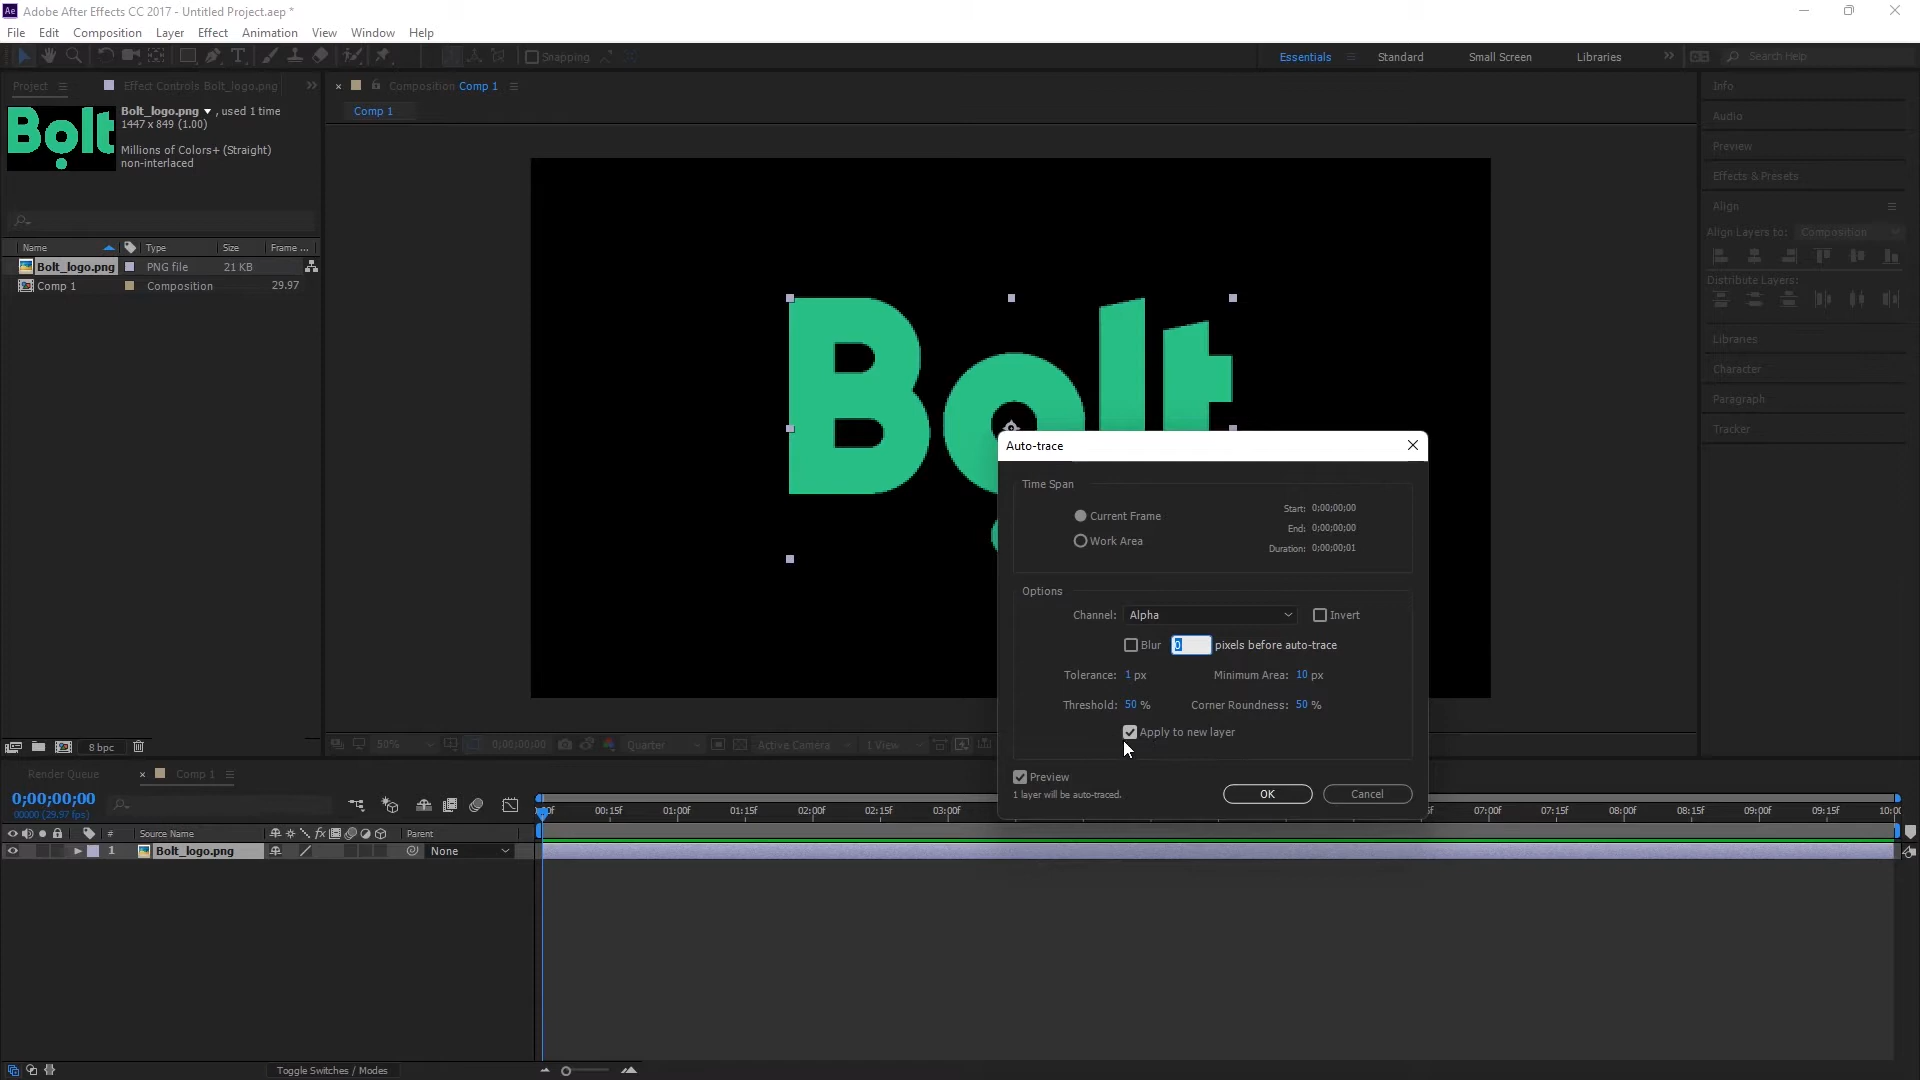 Adobe After Effects CC 2017 - Untitled Project.aep *
File Edit Composition Layer Effect Animation View Window Help
Snapping
Essentials Standard Small Screen Libraries Search Help
Project Effect Controls Bolt_logo.png
Composition Comp 1
Comp 1
Bolt_logo.png , used 1 time
1447 x 849 (1.00)
Millions of Colors+ (Straight)
non-interlaced
Name Type Size Frame ...
Bolt_logo.png PNG file 21 KB
Comp 1 Composition 29.97
8 bpc
Bolt
Bolt
Info
Audio
Preview
Effects & Presets
Align
Align Layers to: Composition
Distribute Layers:
Libraries
Character
Paragraph
Tracker
Auto-trace
Time Span
Current Frame
Work Area
Start: 0;00;00;00
End: 0;00;00;00
Duration: 0;00;00;01
Options
Channel: Alpha Invert
Blur 0 pixels before auto-trace
Tolerance: 1 px Minimum Area: 10 px
Threshold: 50 % Corner Roundness: 50 %
Apply to new layer
Preview
1 layer will be auto-traced.
OK Cancel
50% 0;00;00;00 Quarter Active Camera 1 View
Render Queue Comp 1
0;00;00;00
00000 (29.97 fps)
00:15f 01:00f 01:15f 02:00f 02:15f 03:00f 07:00f 07:15f 08:00f 08:15f 09:00f 09:15f 10:00
# Source Name Parent
1 Bolt_logo.png None
Toggle Switches / Modes